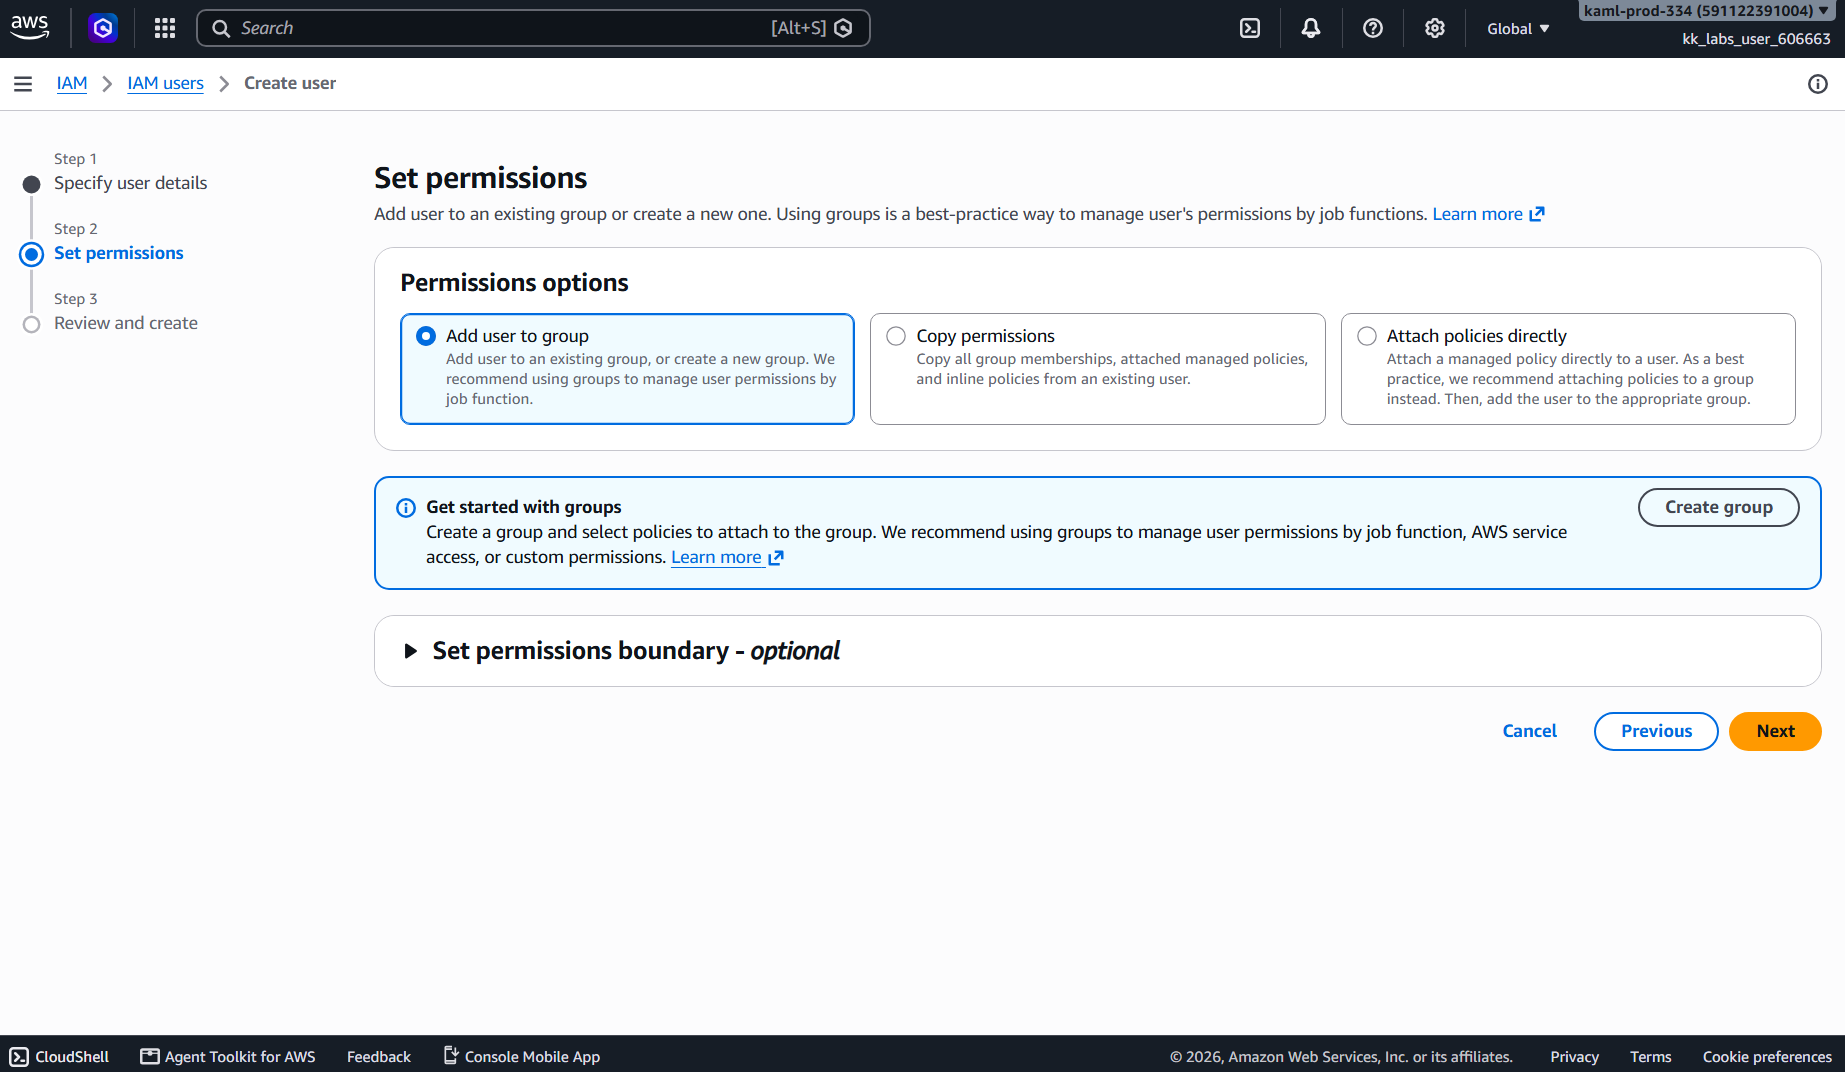 aws
Search
[Alt+S]
Global
kaml-prod-334 (591122391004)
kk_labs_user_606663
IAM
IAM users
Create user
Step 1
Specify user details
Step 2
Set permissions
Step 3
Review and create
Set permissions
Add user to an existing group or create a new one. Using groups is a best-practice way to manage user's permissions by job functions. Learn more
Permissions options
Add user to group
Add user to an existing group, or create a new group. We
recommend using groups to manage user permissions by
job function.
Copy permissions
Copy all group memberships, attached managed policies,
and inline policies from an existing user.
Attach policies directly
Attach a managed policy directly to a user. As a best
practice, we recommend attaching policies to a group
instead. Then, add the user to the appropriate group.
Get started with groups
Create a group and select policies to attach to the group. We recommend using groups to manage user permissions by job function, AWS service
access, or custom permissions. Learn more
Create group
Set permissions boundary - optional
Cancel
Previous
Next
CloudShell
Agent Toolkit for AWS
Feedback
Console Mobile App
© 2026, Amazon Web Services, Inc. or its affiliates.
Privacy
Terms
Cookie preferences